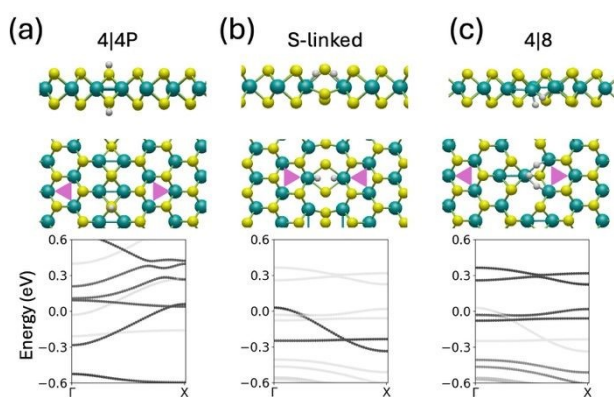 (a) 4|4P
(b) S-linked
(c) 4|8
Energy (eV)
0.6 0.6 0.6
0.3 0.3 0.3
0.0 0.0 0.0
−0.3 −0.3 −0.3
−0.6 −0.6 −0.6
Γ X Γ X Γ X